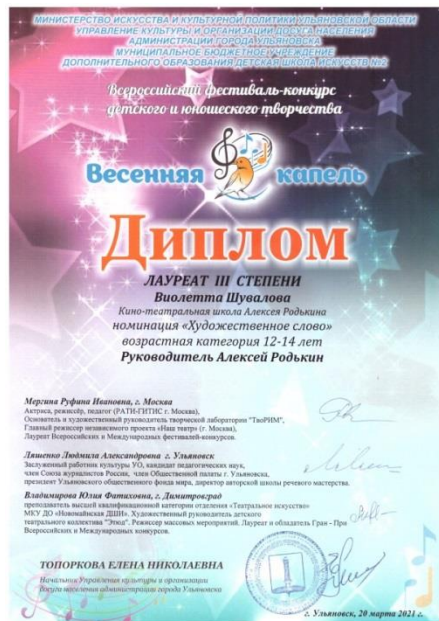 МИНИСТЕРСТВО ИСКУССТВА И КУЛЬТУРНОЙ ПОЛИТИКИ УЛЬЯНОВСКОЙ ОБЛАСТИ
УПРАВЛЕНИЕ КУЛЬТУРЫ И ОРГАНИЗАЦИИ ДОСУГА НАСЕЛЕНИЯ
АДМИНИСТРАЦИИ ГОРОДА УЛЬЯНОВСКА
МУНИЦИПАЛЬНОЕ БЮДЖЕТНОЕ УЧРЕЖДЕНИЕ
ДОПОЛНИТЕЛЬНОГО ОБРАЗОВАНИЯ ДЕТСКАЯ ШКОЛА ИСКУССТВ №12
Всероссийский фестиваль-конкурс
детского и юношеского творчества
Весенняя капель
Диплом
ЛАУРЕАТ III СТЕПЕНИ
Виолетта Шувалова
Кино-театральная школа Алексея Родькина
номинация «Художественное слово»
возрастная категория 12-14 лет
Руководитель Алексей Родькин
Мергина Руфина Ивановна, г. Москва
Актриса, режиссёр, педагог (РАТИ-ГИТИС г. Москва),
Основатель и художественный руководитель творческой лаборатории "ТвоРИМ",
Главный режиссер независимого проекта «Наш театр» (г. Москва),
Лауреат Всероссийских и Международных фестивалей-конкурсов.
Ляшенко Людмила Александровна г. Ульяновск
Заслуженный работник культуры УО, кандидат педагогических наук,
член Союза журналистов России, член Общественной палаты г. Ульяновска,
президент Ульяновского общественного фонда мира, директор авторской школы речевого мастерства.
Владимирова Юлия Фатиховна, г. Димитровград
преподаватель высшей квалификационной категории отделения «Театральное искусство»
МКУ ДО «Новомайнская ДШИ». Художественный руководитель детского
театрального коллектива "Этюд". Режиссер массовых мероприятий. Лауреат и обладатель Гран - При
Всероссийских и Международных конкурсов.
ТОПОРКОВА ЕЛЕНА НИКОЛАЕВНА
Начальник Управления культуры и организации
досуга населения администрации города Ульяновска
г. Ульяновск, 20 марта 2021 г.